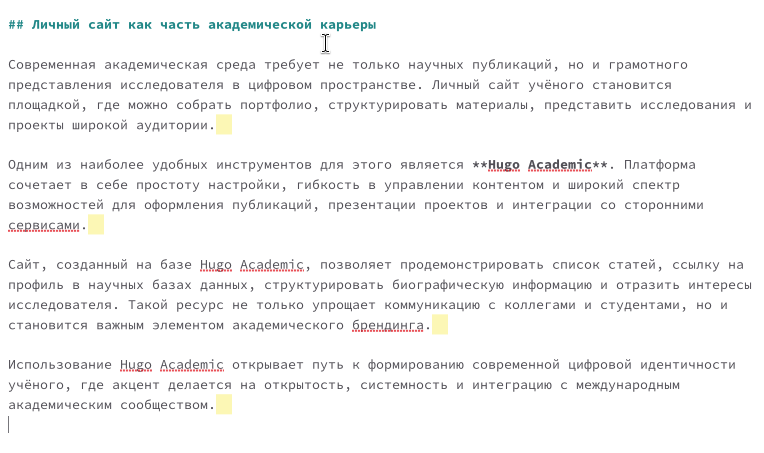 ## Личный сайт как часть академической карьеры
Современная академическая среда требует не только научных публикаций, но и грамотного
представления исследователя в цифровом пространстве. Личный сайт учёного становится
площадкой, где можно собрать портфолио, структурировать материалы, представить исследования и
проекты широкой аудитории.
Одним из наиболее удобных инструментов для этого является **Hugo Academic**. Платформа
сочетает в себе простоту настройки, гибкость в управлении контентом и широкий спектр
возможностей для оформления публикаций, презентации проектов и интеграции со сторонними
сервисами.
Сайт, созданный на базе Hugo Academic, позволяет продемонстрировать список статей, ссылку на
профиль в научных базах данных, структурировать биографическую информацию и отразить интересы
исследователя. Такой ресурс не только упрощает коммуникацию с коллегами и студентами, но и
становится важным элементом академического брендинга.
Использование Hugo Academic открывает путь к формированию современной цифровой идентичности
учёного, где акцент делается на открытость, системность и интеграцию с международным
академическим сообществом.